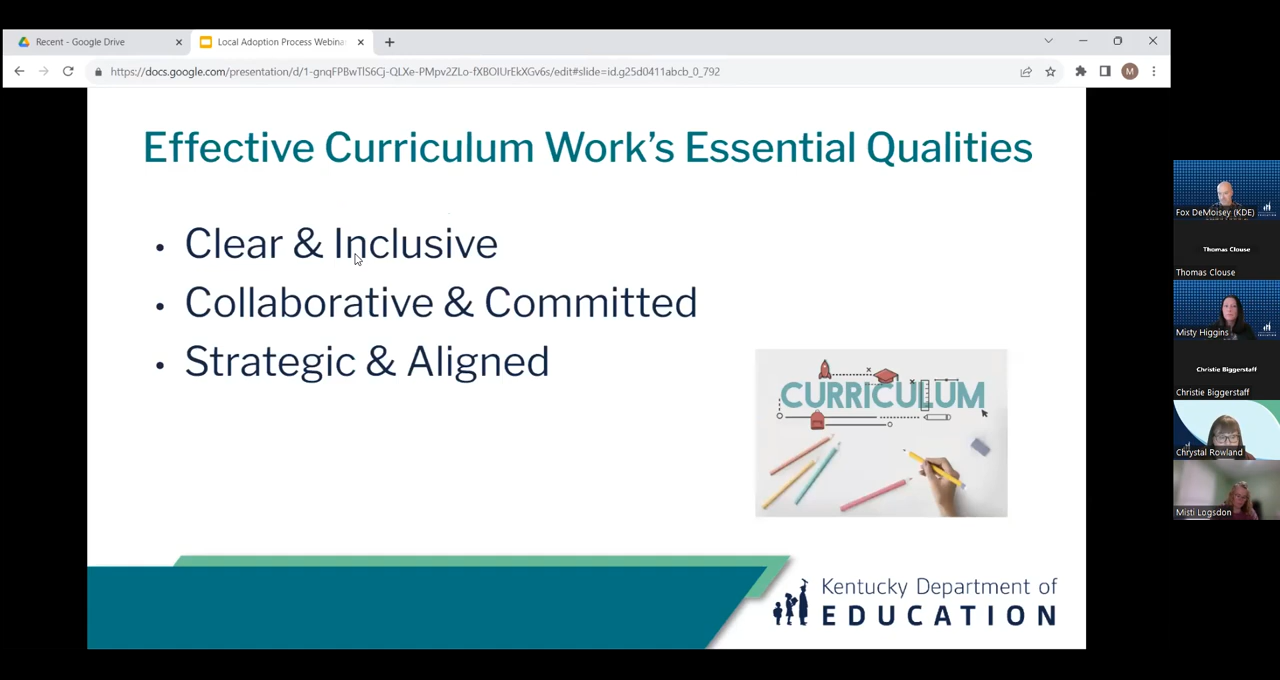 Recent - Google Drive
Local Adoption Process Webina
https://docs.google.com/presentation/d/1-gnqFPBwTlS6Cj-QLXe-PMpv2ZLo-fXBOIUrEkXGv6s/edit#slide=id.g25d0411abcb_0_792
M
Effective Curriculum Work's Essential Qualities
• Clear & Inclusive
• Collaborative & Committed
• Strategic & Aligned
CURRICULUM
Kentucky Department of
EDUCATION
Fox DeMoisey (KDE)
Thomas Clouse
Thomas Clouse
Misty Higgins
Christie Biggerstaff
Christie Biggerstaff
Chrystal Rowland
Misti Logsdon